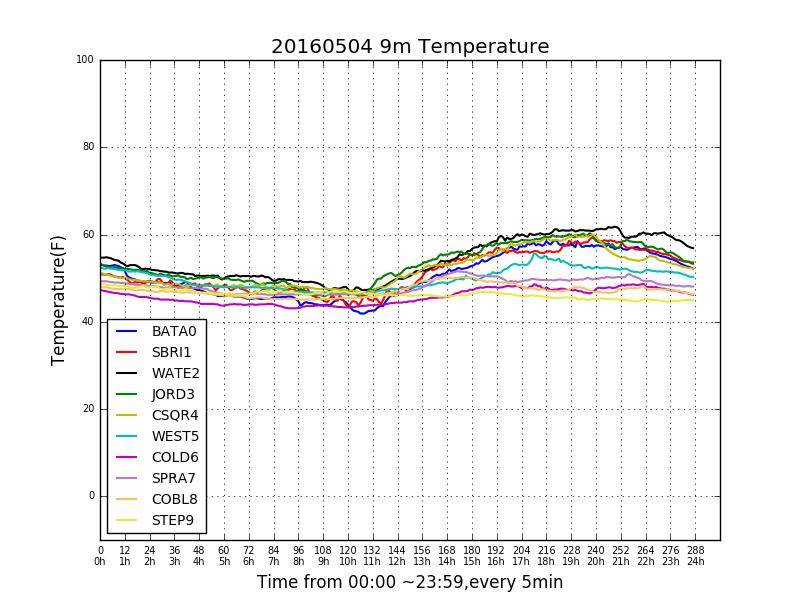 20160504 9m Temperature
100
80
60
40
20
0
Temperature(F)
BATA0
SBRI1
WATE2
JORD3
CSQR4
WEST5
COLD6
SPRA7
COBL8
STEP9
0 12 24 36 48 60 72 84 96 108 120 132 144 156 168 180 192 204 216 228 240 252 264 276 288
0h 1h 2h 3h 4h 5h 6h 7h 8h 9h 10h 11h 12h 13h 14h 15h 16h 17h 18h 19h 20h 21h 22h 23h 24h
Time from 00:00 ~23:59,every 5min